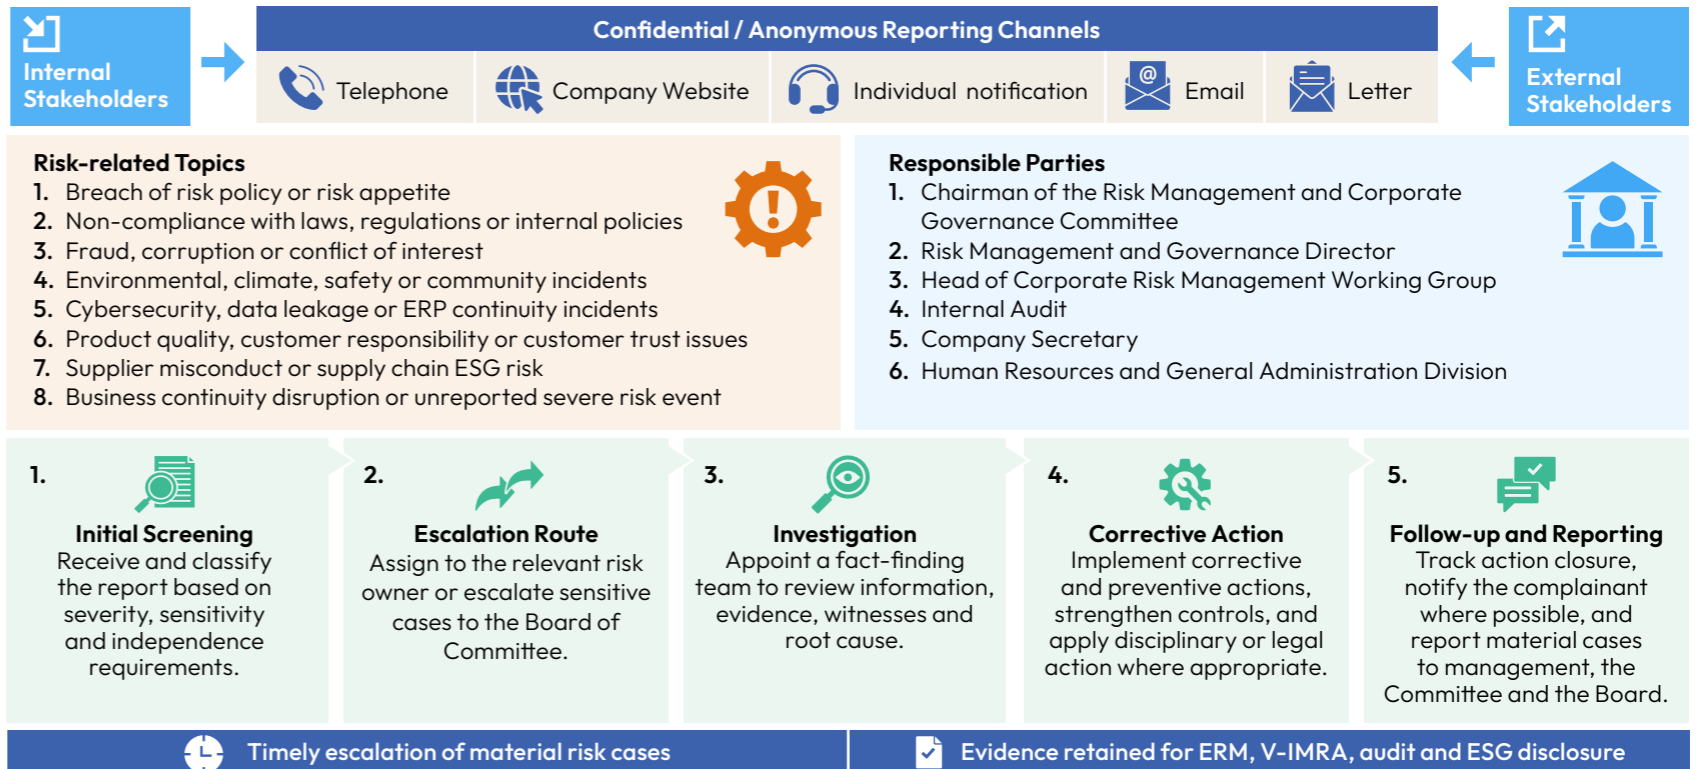 Internal
Stakeholders
Confidential / Anonymous Reporting Channels
Telephone
Company Website
Individual notification
@
Email
Letter
External
Stakeholders
Risk-related Topics
1. Breach of risk policy or risk appetite
2. Non-compliance with laws, regulations or internal policies
3. Fraud, corruption or conflict of interest
4. Environmental, climate, safety or community incidents
5. Cybersecurity, data leakage or ERP continuity incidents
6. Product quality, customer responsibility or customer trust issues
7. Supplier misconduct or supply chain ESG risk
8. Business continuity disruption or unreported severe risk event
Responsible Parties
1. Chairman of the Risk Management and Corporate
Governance Committee
2. Risk Management and Governance Director
3. Head of Corporate Risk Management Working Group
4. Internal Audit
5. Company Secretary
6. Human Resources and General Administration Division
1.
Initial Screening
Receive and classify
the report based on
severity, sensitivity
and independence
requirements.
2.
Escalation Route
Assign to the relevant risk
owner or escalate sensitive
cases to the Board of
Committee.
3.
Investigation
Appoint a fact-finding
team to review information,
evidence, witnesses and
root cause.
4.
Corrective Action
Implement corrective
and preventive actions,
strengthen controls, and
apply disciplinary or legal
action where appropriate.
5.
Follow-up and Reporting
Track action closure,
notify the complainant
where possible, and
report material cases
to management, the
Committee and the Board.
Timely escalation of material risk cases
Evidence retained for ERM, V-IMRA, audit and ESG disclosure